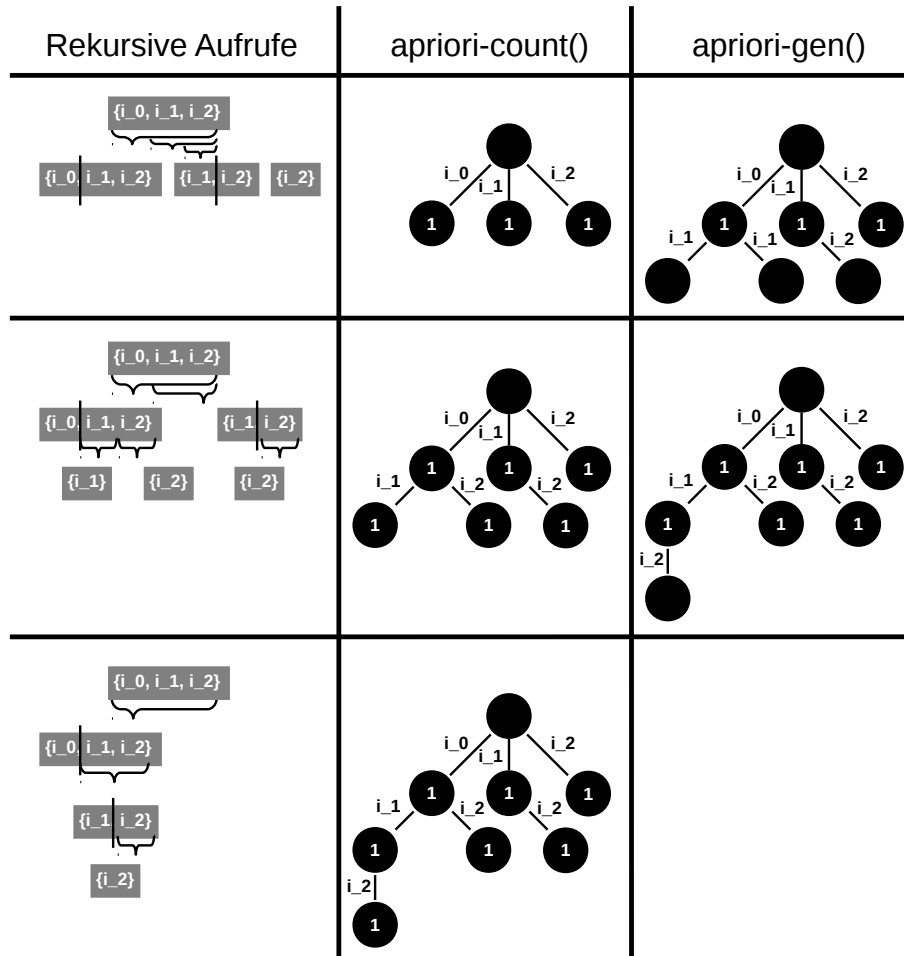 Rekursive Aufrufe apriori-count() apriori-gen()
{i_0, i_1, i_2}
{i_0, i_1, i_2} {i_1, i_2} {i_2}
i_0 i_1 i_2
1 1 1
i_0 i_1 i_2
1 1 1
i_1 i_1 i_2
{i_0, i_1, i_2}
{i_0, i_1, i_2} {i_1 i_2}
{i_1} {i_2} {i_2}
i_0 i_1 i_2
1 1 1
i_1 i_2 i_2
1 1 1
i_0 i_1 i_2
1 1 1
i_1 i_2 i_2
1 1 1
i_2
{i_0, i_1, i_2}
{i_0, i_1, i_2}
{i_1 i_2}
{i_2}
i_0 i_1 i_2
1 1 1
i_1 i_2 i_2
1 1 1
i_2
1